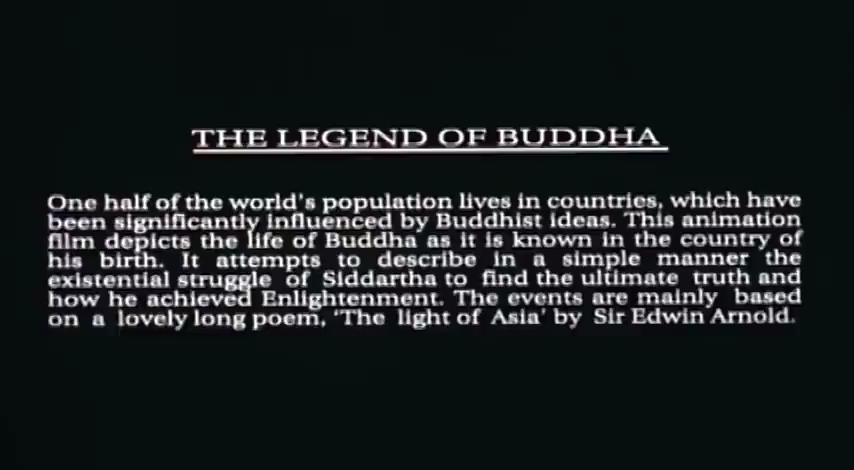 THE LEGEND OF BUDDHA
One half of the world's population lives in countries, which have
been significantly influenced by Buddhist ideas. This animation
film depicts the life of Buddha as it is known in the country of
his birth. It attempts to describe in a simple manner the
existential struggle of Siddartha to find the ultimate truth and
how he achieved Enlightenment. The events are mainly based
on a lovely long poem, 'The light of Asia' by Sir Edwin Arnold.